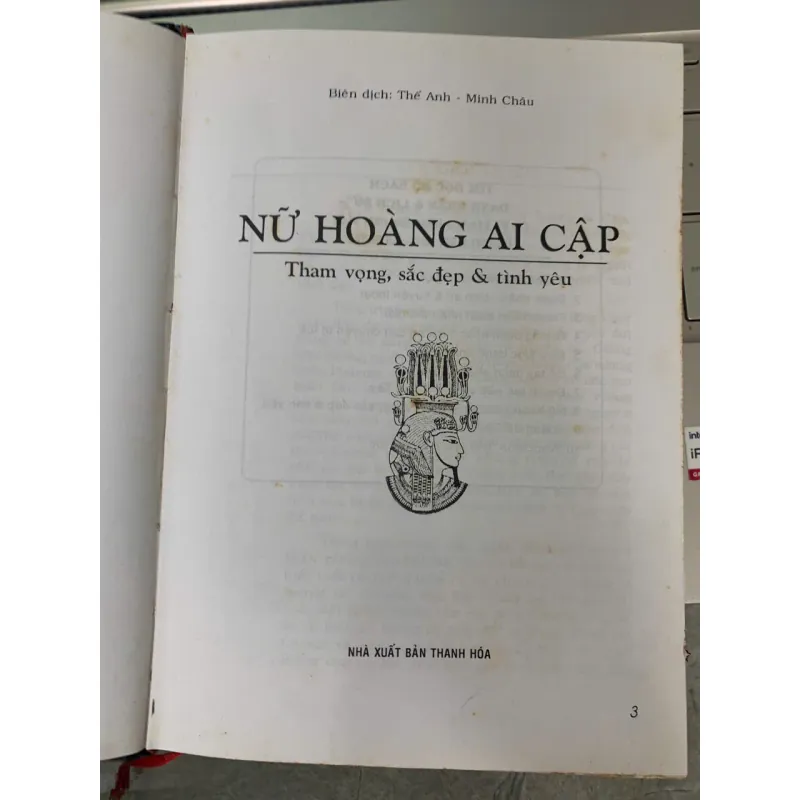 Biên dịch: Thế Anh - Minh Châu
NỮ HOÀNG AI CẬP
Tham vọng, sắc đẹp & tình yêu
NHÀ XUẤT BẢN THANH HÓA
3